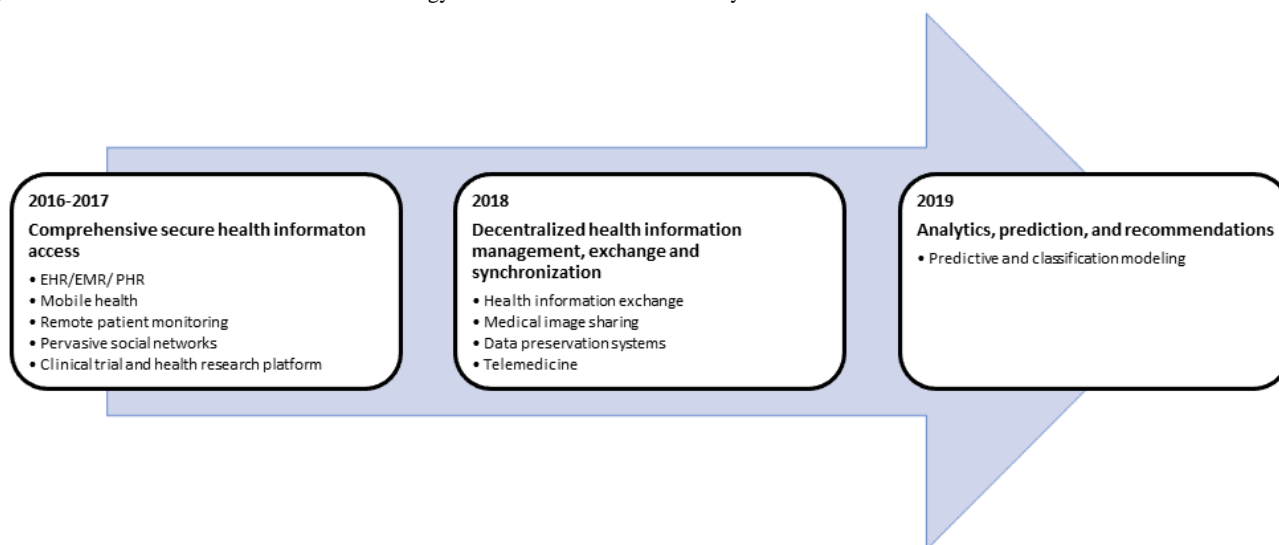 2016-2017
Comprehensive secure health informaton
access
• EHR/EMR/ PHR
• Mobile health
• Remote patient monitoring
• Pervasive social networks
• Clinical trial and health research platform
2018
Decentralized health information
management, exchange and
synchronization
• Health information exchange
• Medical image sharing
• Data preservation systems
• Telemedicine
2019
Analytics, prediction, and recommendations
• Predictive and classification modeling